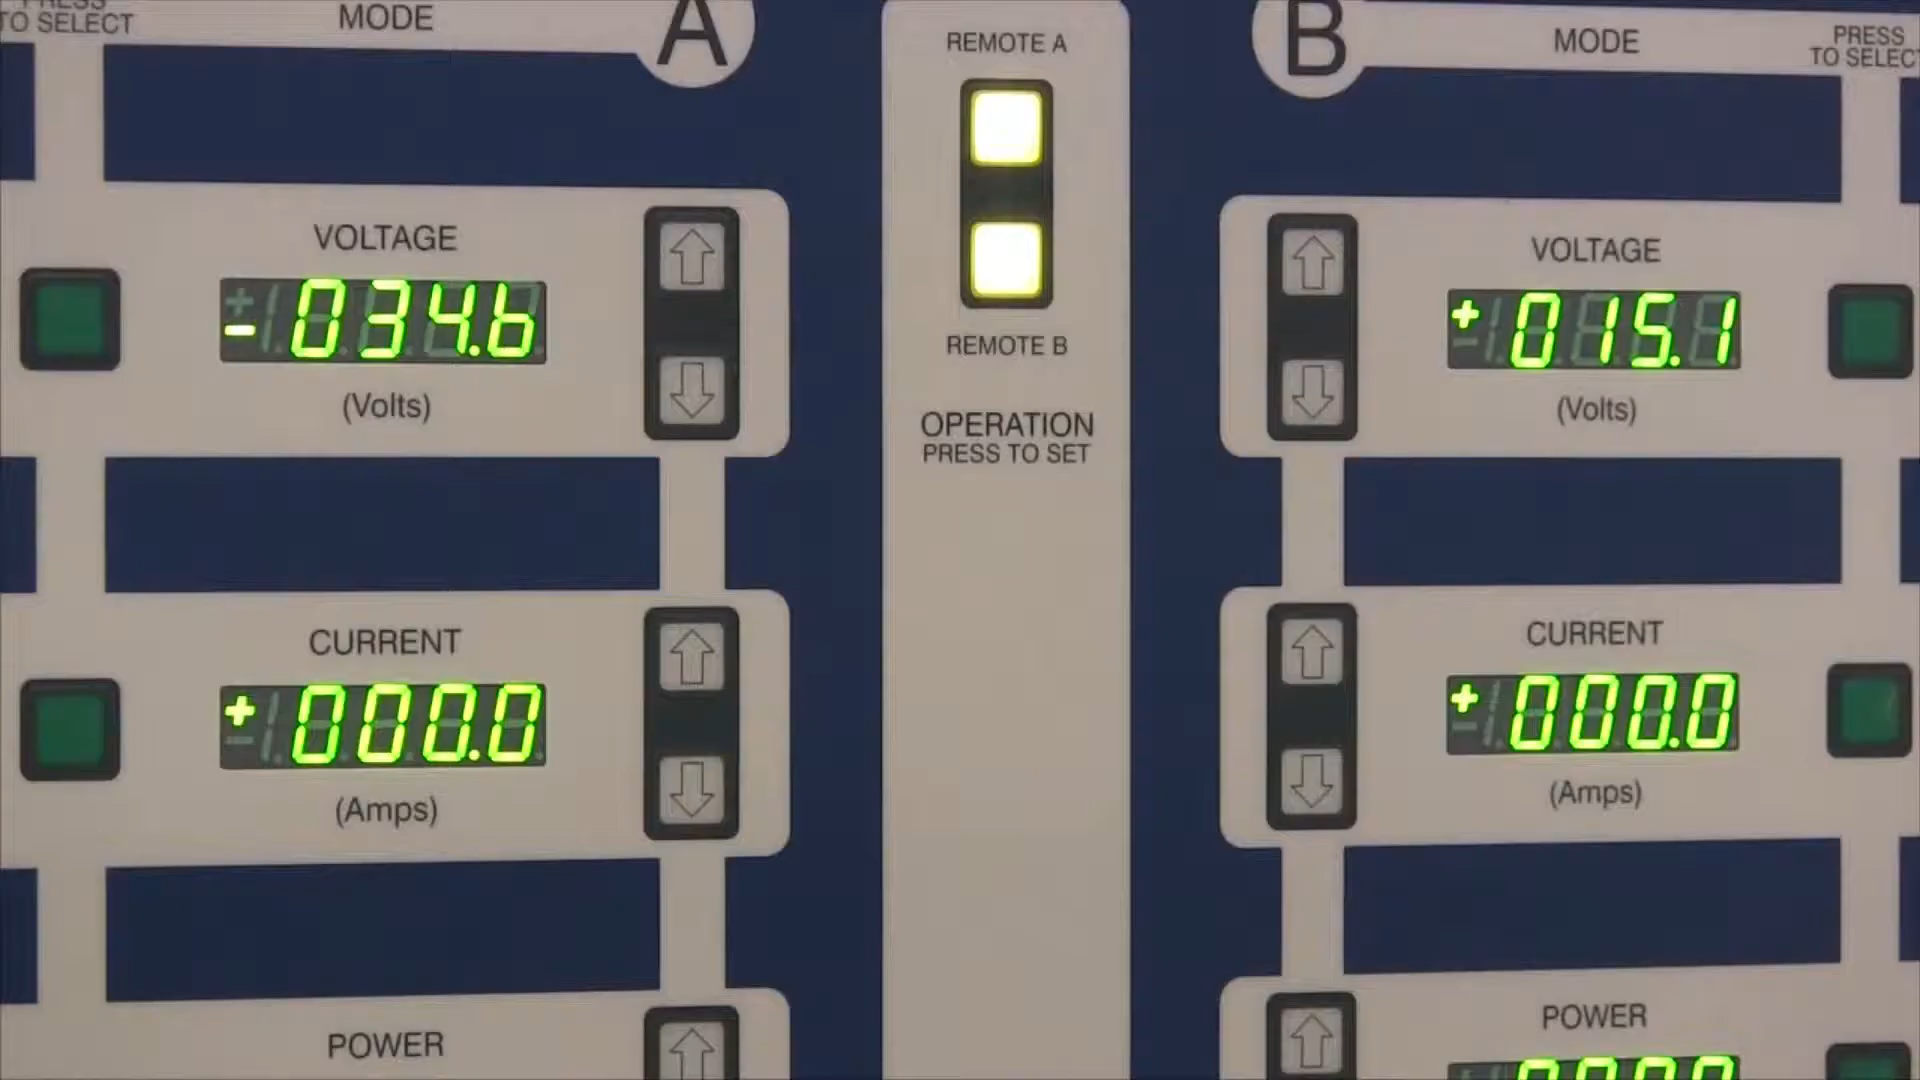 PRESS
TO SELECT
MODE
A
VOLTAGE
-034.6
(Volts)
CURRENT
+000.0
(Amps)
POWER
REMOTE A
REMOTE B
OPERATION
PRESS TO SET
B
MODE
PRESS
TO SELECT
VOLTAGE
+015.1
(Volts)
CURRENT
+000.0
(Amps)
POWER